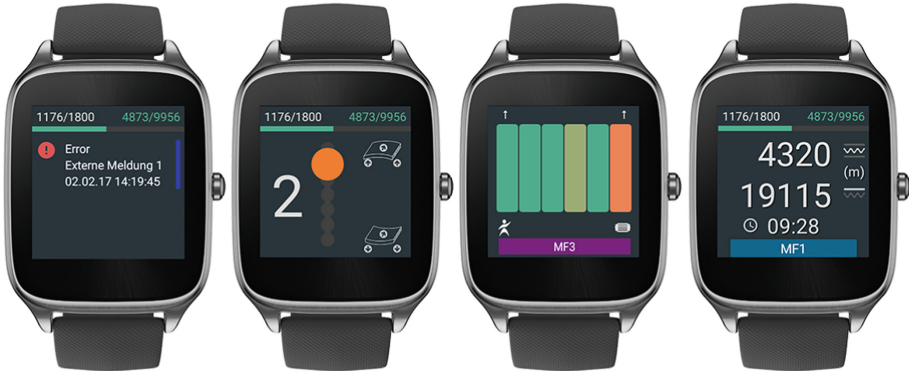 1176/1800 4873/9956
Error
Externe Meldung 1
02.02.17 14:19:45
1176/1800 4873/9956
2
MF3
1176/1800 4873/9956
4320
(m)
19115
09:28
MF1